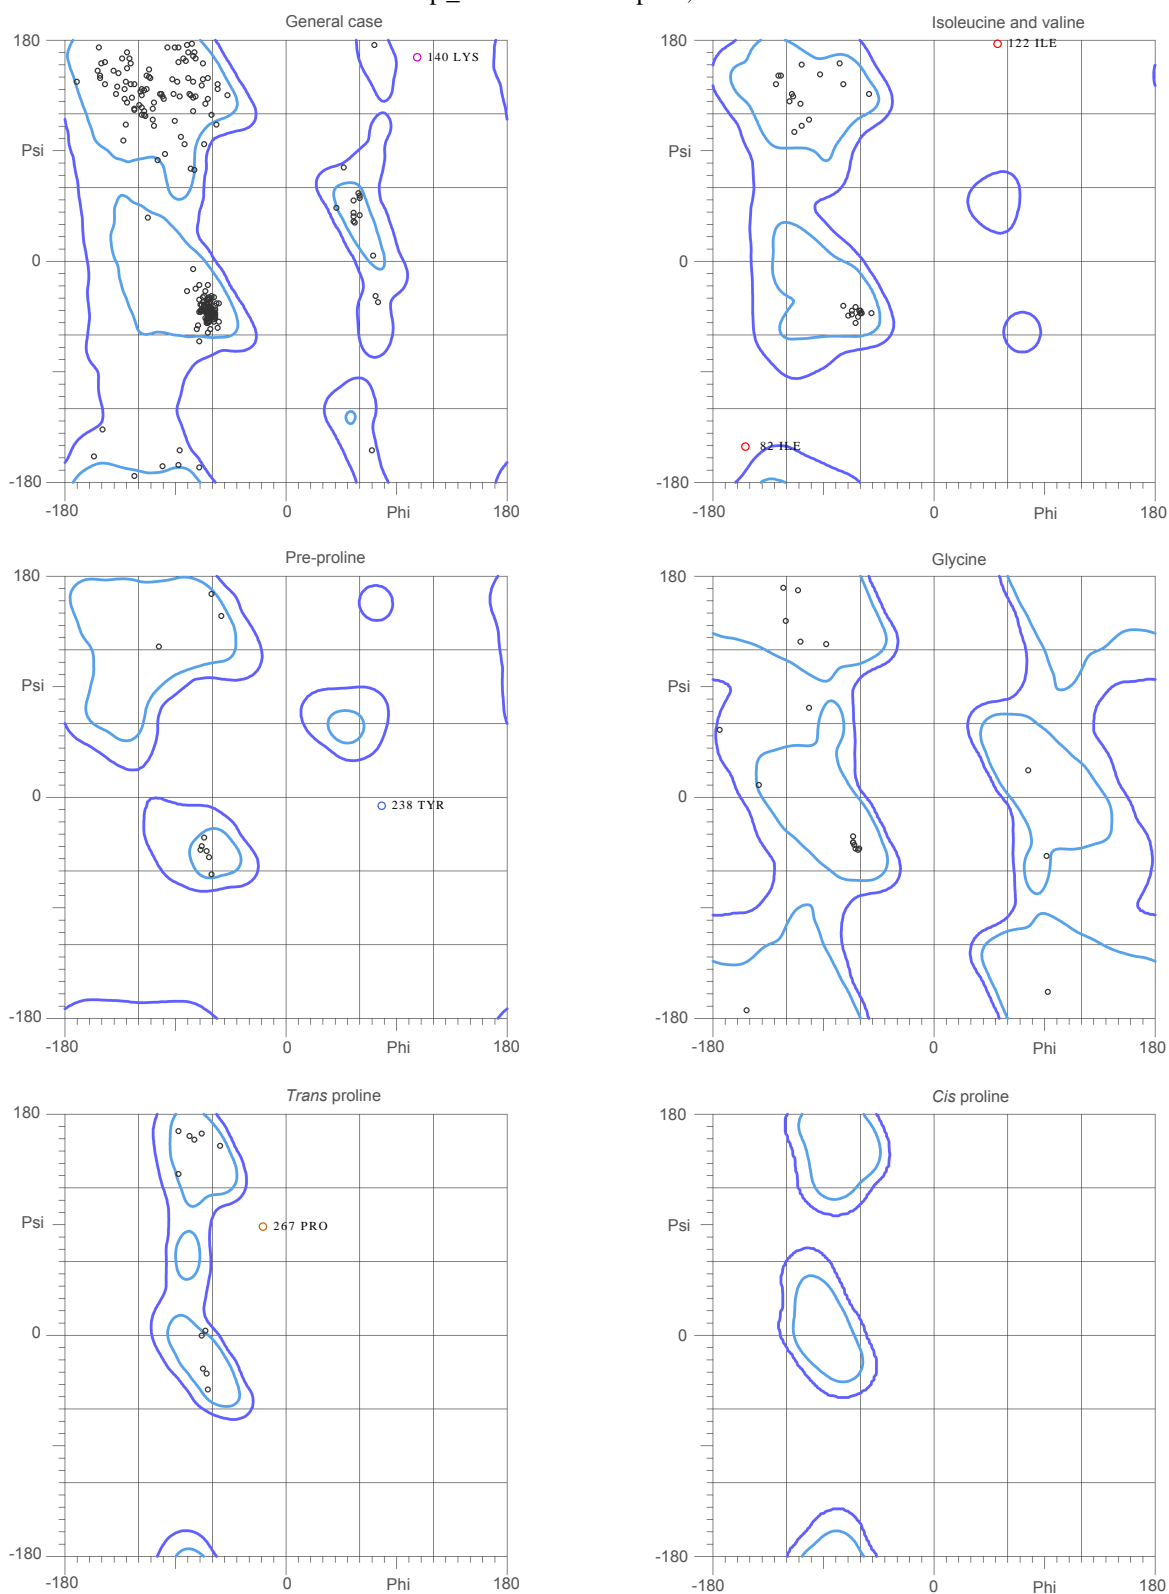 General case
Isoleucine and valine
180
140 LYS
180
122 ILE
Psi
Psi
0
0
82 ILE
-180
-180
-180
0
Phi
180
-180
0
Phi
180
Pre-proline
Glycine
180
180
Psi
Psi
0
238 TYR
0
-180
-180
-180
0
Phi
180
-180
0
Phi
180
Trans proline
Cis proline
180
180
Psi
267 PRO
Psi
0
0
-180
-180
-180
0
Phi
180
-180
0
Phi
180